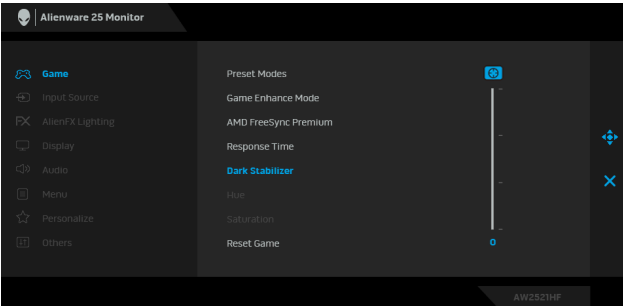 Alienware 25 Monitor
Game
Preset Modes
Input Source
Game Enhance Mode
AlienFX Lighting
AMD FreeSync Premium
Display
Response Time
Audio
Dark Stabilizer
Menu
Hue
Personalize
Saturation
Others
Reset Game
0
AW2521HF